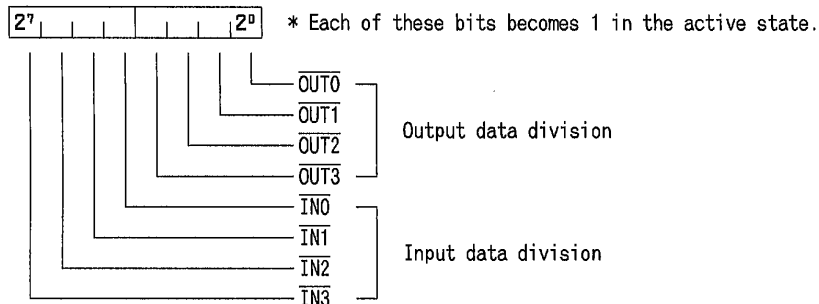 2⁷ 2⁰ * Each of these bits becomes 1 in the active state.
OUT0
OUT1
Output data division
OUT2
OUT3
IN0
IN1
Input data division
IN2
IN3